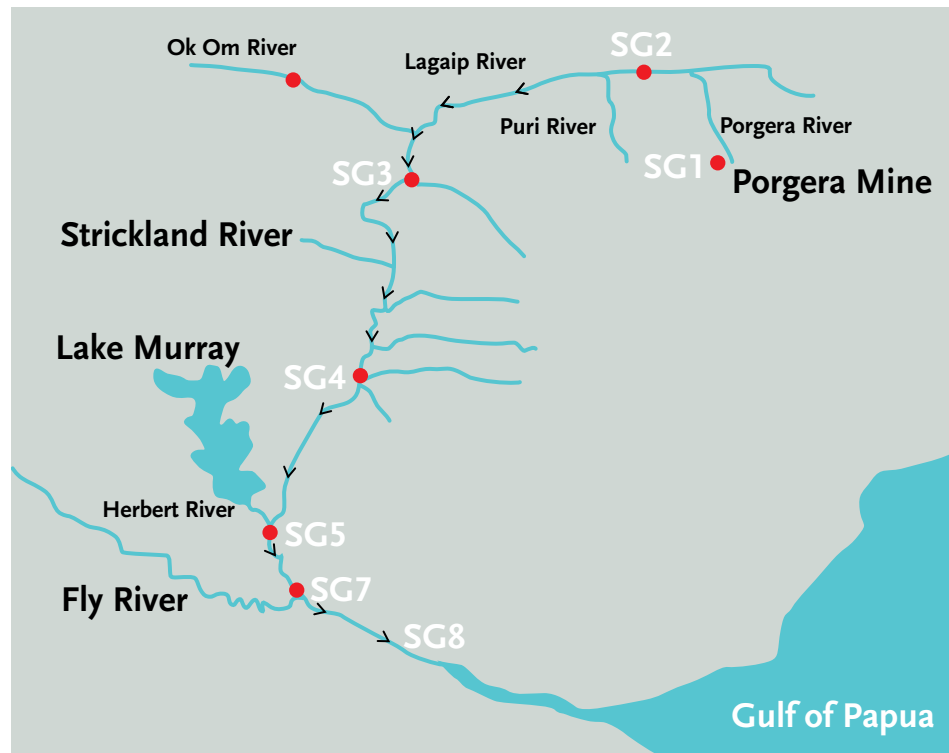 Ok Om River
SG2
Lagaip River
Puri River
Porgera River
SG1
Porgera Mine
SG3
Strickland River
Lake Murray
SG4
Herbert River
SG5
Fly River
SG7
SG8
Gulf of Papua